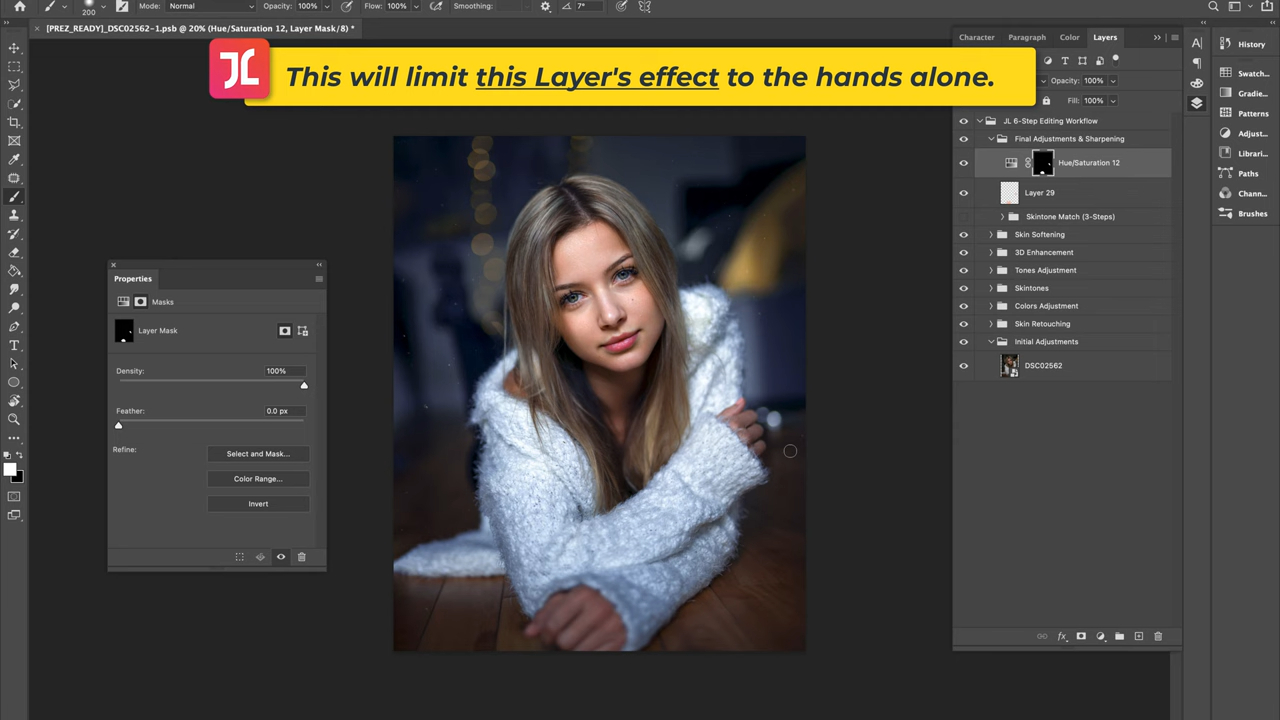 Mode: Normal Opacity: 100% Flow: 100% Smoothing: 7°
200
× [PREZ_READY]_DSC02562-1.psb @ 20% (Hue/Saturation 12, Layer Mask/8) *
JL
This will limit this Layer's effect to the hands alone.
Character Paragraph Color Layers
Opacity: 100%
Fill: 100%
JL 6-Step Editing Workflow
Final Adjustments & Sharpening
Hue/Saturation 12
Layer 29
Skintone Match (3-Steps)
Skin Softening
3D Enhancement
Tones Adjustment
Skintones
Colors Adjustment
Skin Retouching
Initial Adjustments
DSC02562
fx
History
Swatch...
Gradie...
Patterns
Adjust...
Librari...
Paths
Chann...
Brushes
Properties
Masks
Layer Mask
Density: 100%
Feather: 0.0 px
Refine: Select and Mask...
Color Range...
Invert